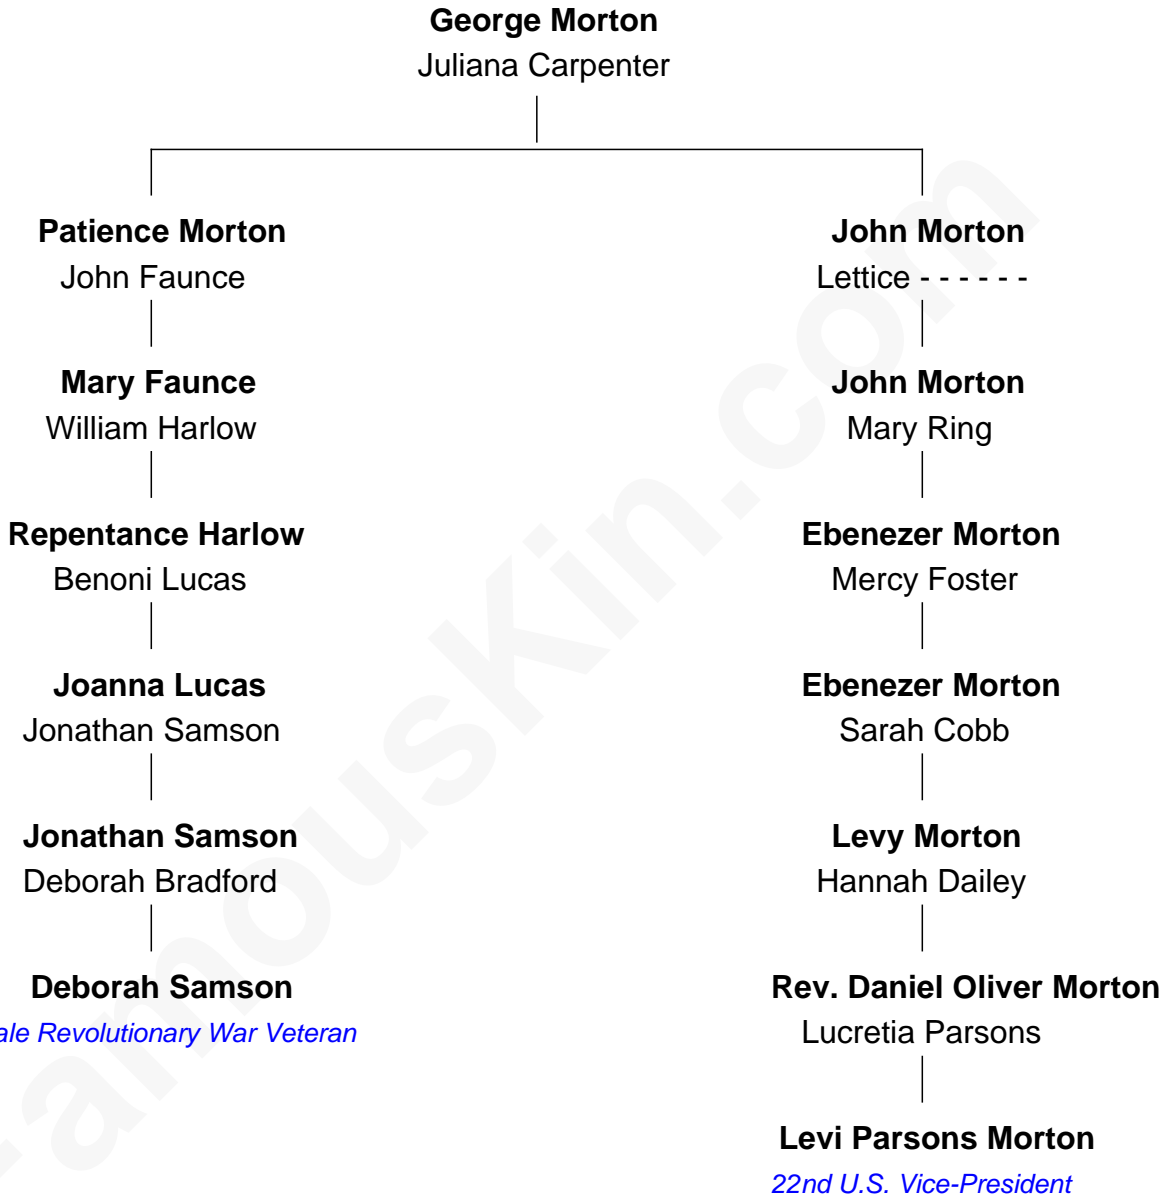 George Morton
Juliana Carpenter
Patience Morton
John Faunce
John Morton
Lettice - - - - - -
Mary Faunce
William Harlow
John Morton
Mary Ring
Repentance Harlow
Benoni Lucas
Ebenezer Morton
Mercy Foster
Joanna Lucas
Jonathan Samson
Ebenezer Morton
Sarah Cobb
Jonathan Samson
Deborah Bradford
Levy Morton
Hannah Dailey
Deborah Samson
ale Revolutionary War Veteran
Rev. Daniel Oliver Morton
Lucretia Parsons
Levi Parsons Morton
22nd U.S. Vice-President
FamousKin.com